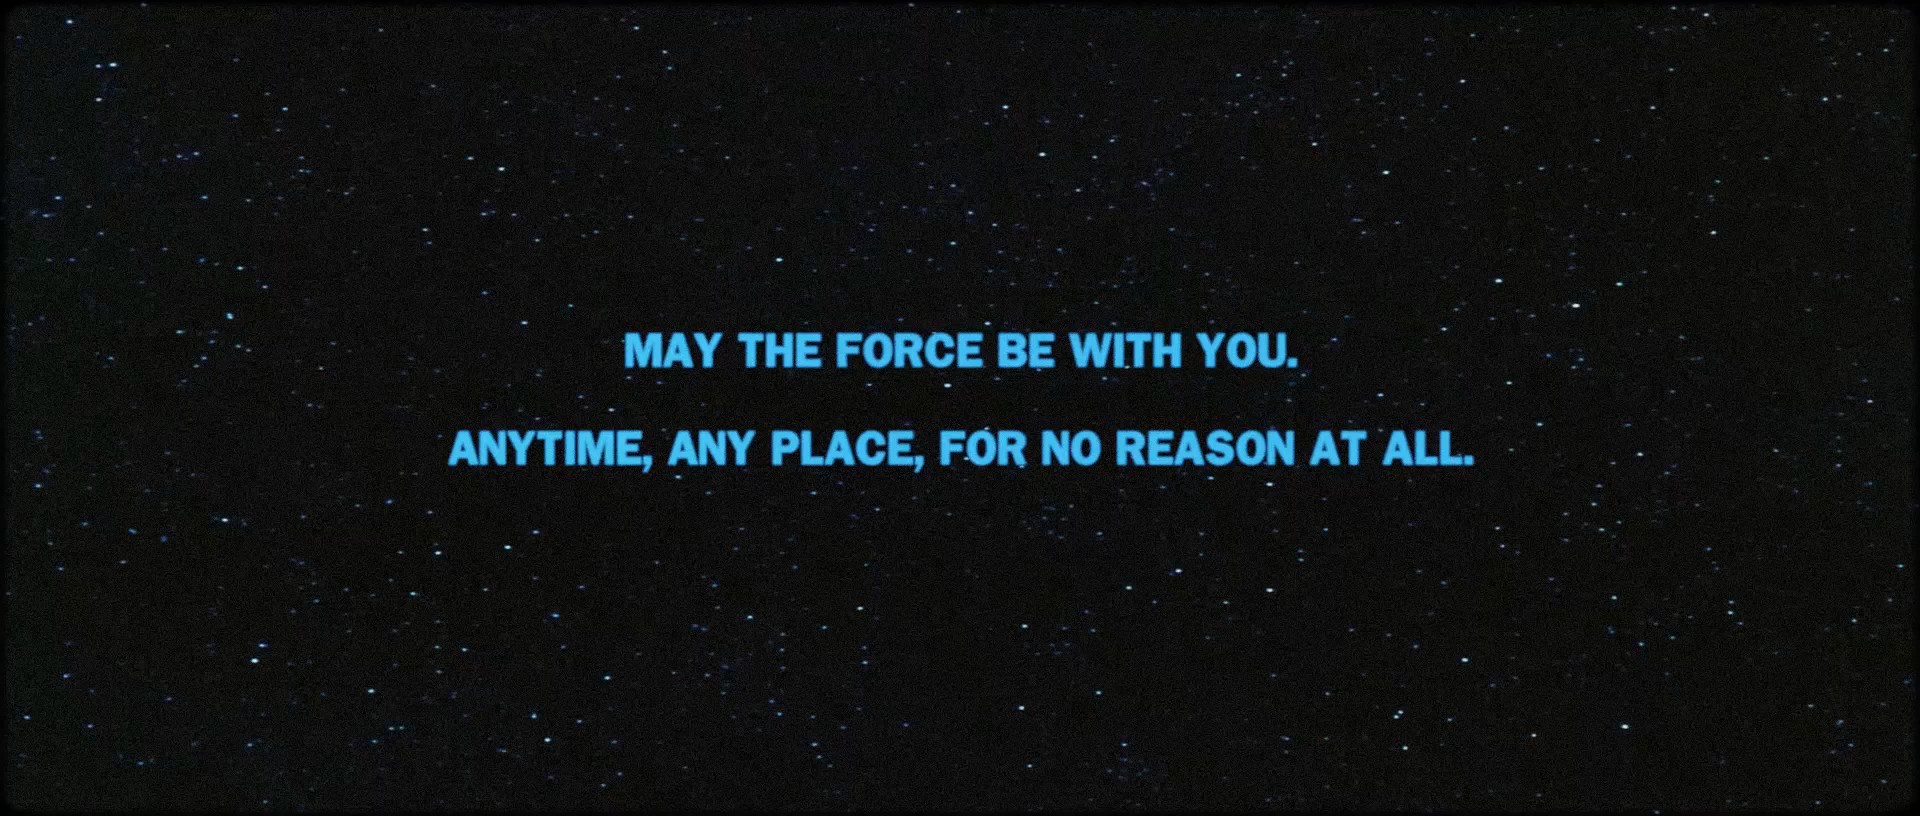 MAY THE FORCE BE WITH YOU.
ANYTIME, ANY PLACE, FOR NO REASON AT ALL.